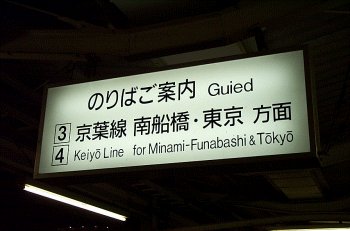 のりばご案内 Guied
3 京葉線 南船橋・東京 方面
4 Keiyō Line for Minami-Funabashi & Tōkyō